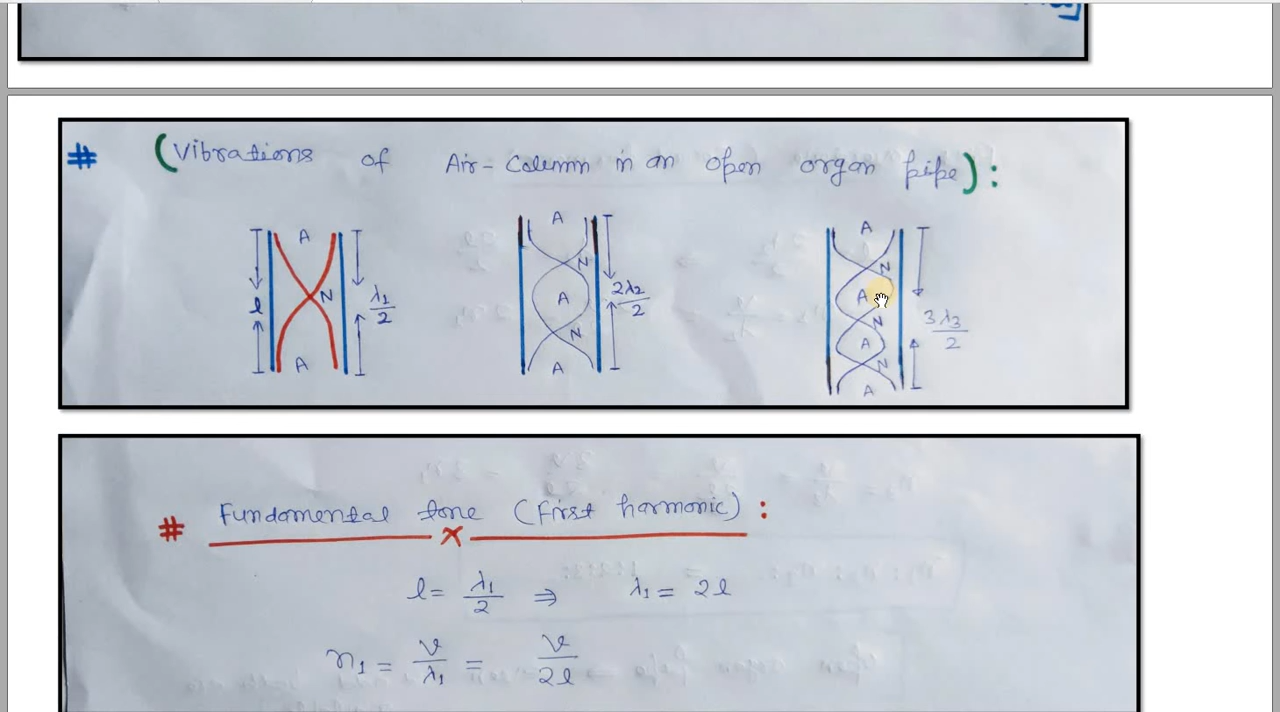 # (Vibrations of Air-Column in an open organ pipe):
A A A
N N N
l λ1/2 A 2λ2/2 A N 3λ3/2
N A
A A N
A
# Fundamental tone (First harmonic):
l = λ1/2 ⇒ λ1 = 2l
n1 = v/λ1 = v/2l